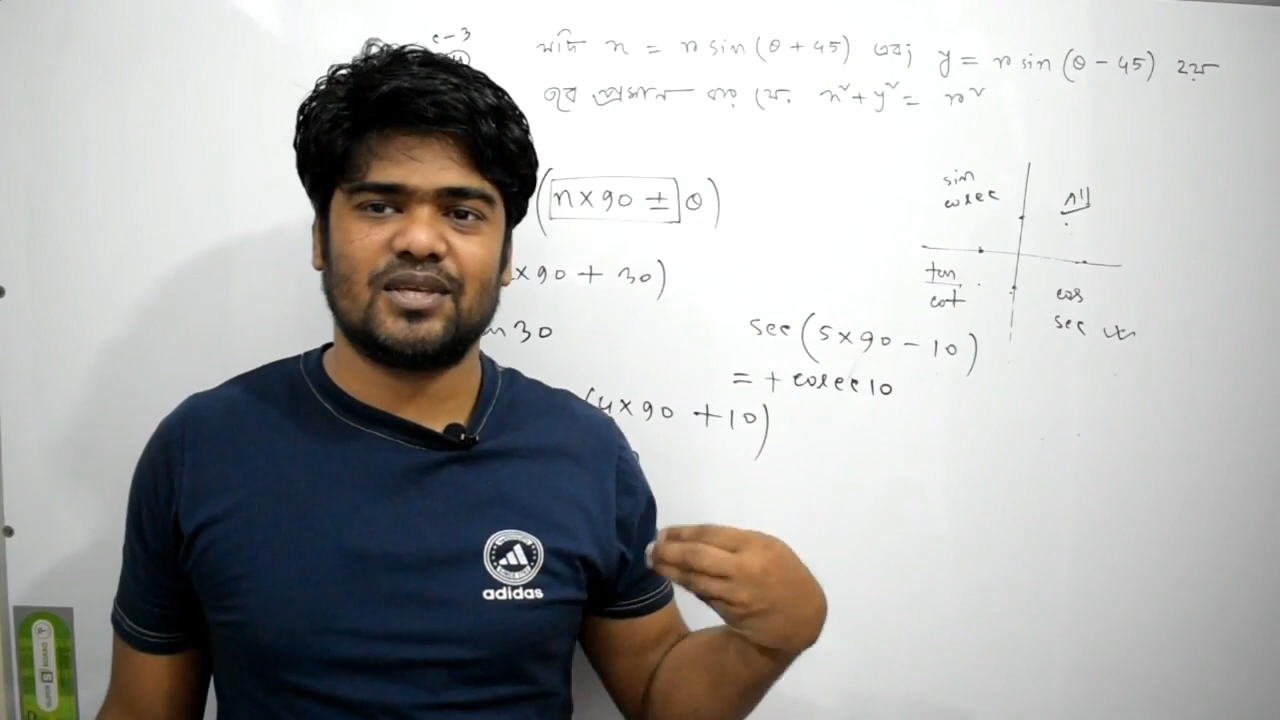 e-3
যদি x = r sin (θ + 45) এবং y = r sin (θ - 45) হয়
তবে প্রমাণ কর যে. x² + y² = r²
(n × 90 ± θ)
× 90 + 30)
30
(4 × 90 + 10)
sec (5 × 90 - 10)
= + cosec 10
sin
cosec
all
tan
cot
cos
sec
adidas